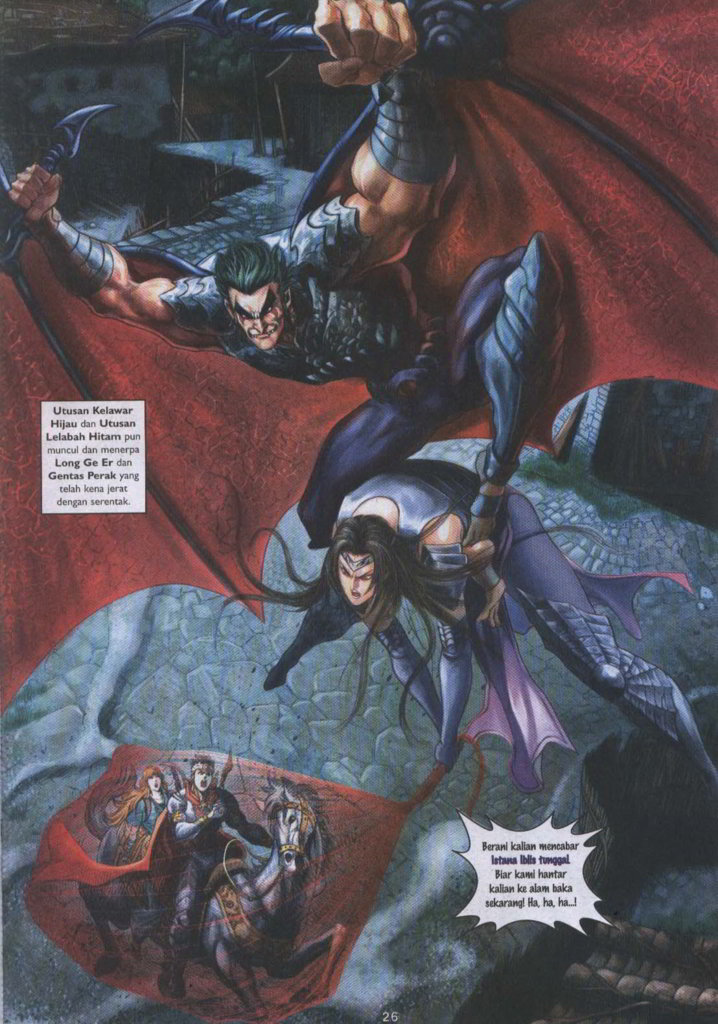 Utusan Kelawar
Hijau dan Utusan
Lelabah Hitam pun
muncul dan menerpa
Long Ge Er dan
Gentas Perak yang
telah kena jerat
dengan serentak.
Berani kalian mencabar
Istana Iblis tunggal.
Biar kami hantar
kalian ke alam baka
sekarang! Ha, ha, ha...!
26